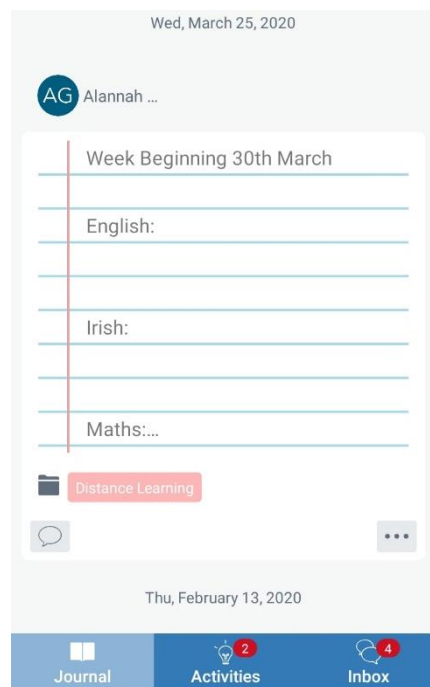 Wed, March 25, 2020
AG Alannah ...
Week Beginning 30th March
English:
Irish:
Maths:...
Distance Learning
Thu, February 13, 2020
2 4
Journal Activities Inbox